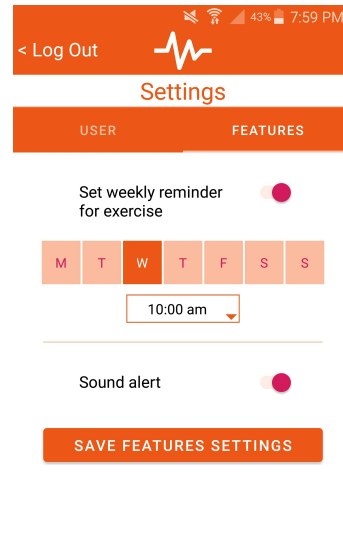 43% 7:59 PM
< Log Out
Settings
USER FEATURES
Set weekly reminder
for exercise
M T W T F S S
10:00 am
Sound alert
SAVE FEATURES SETTINGS